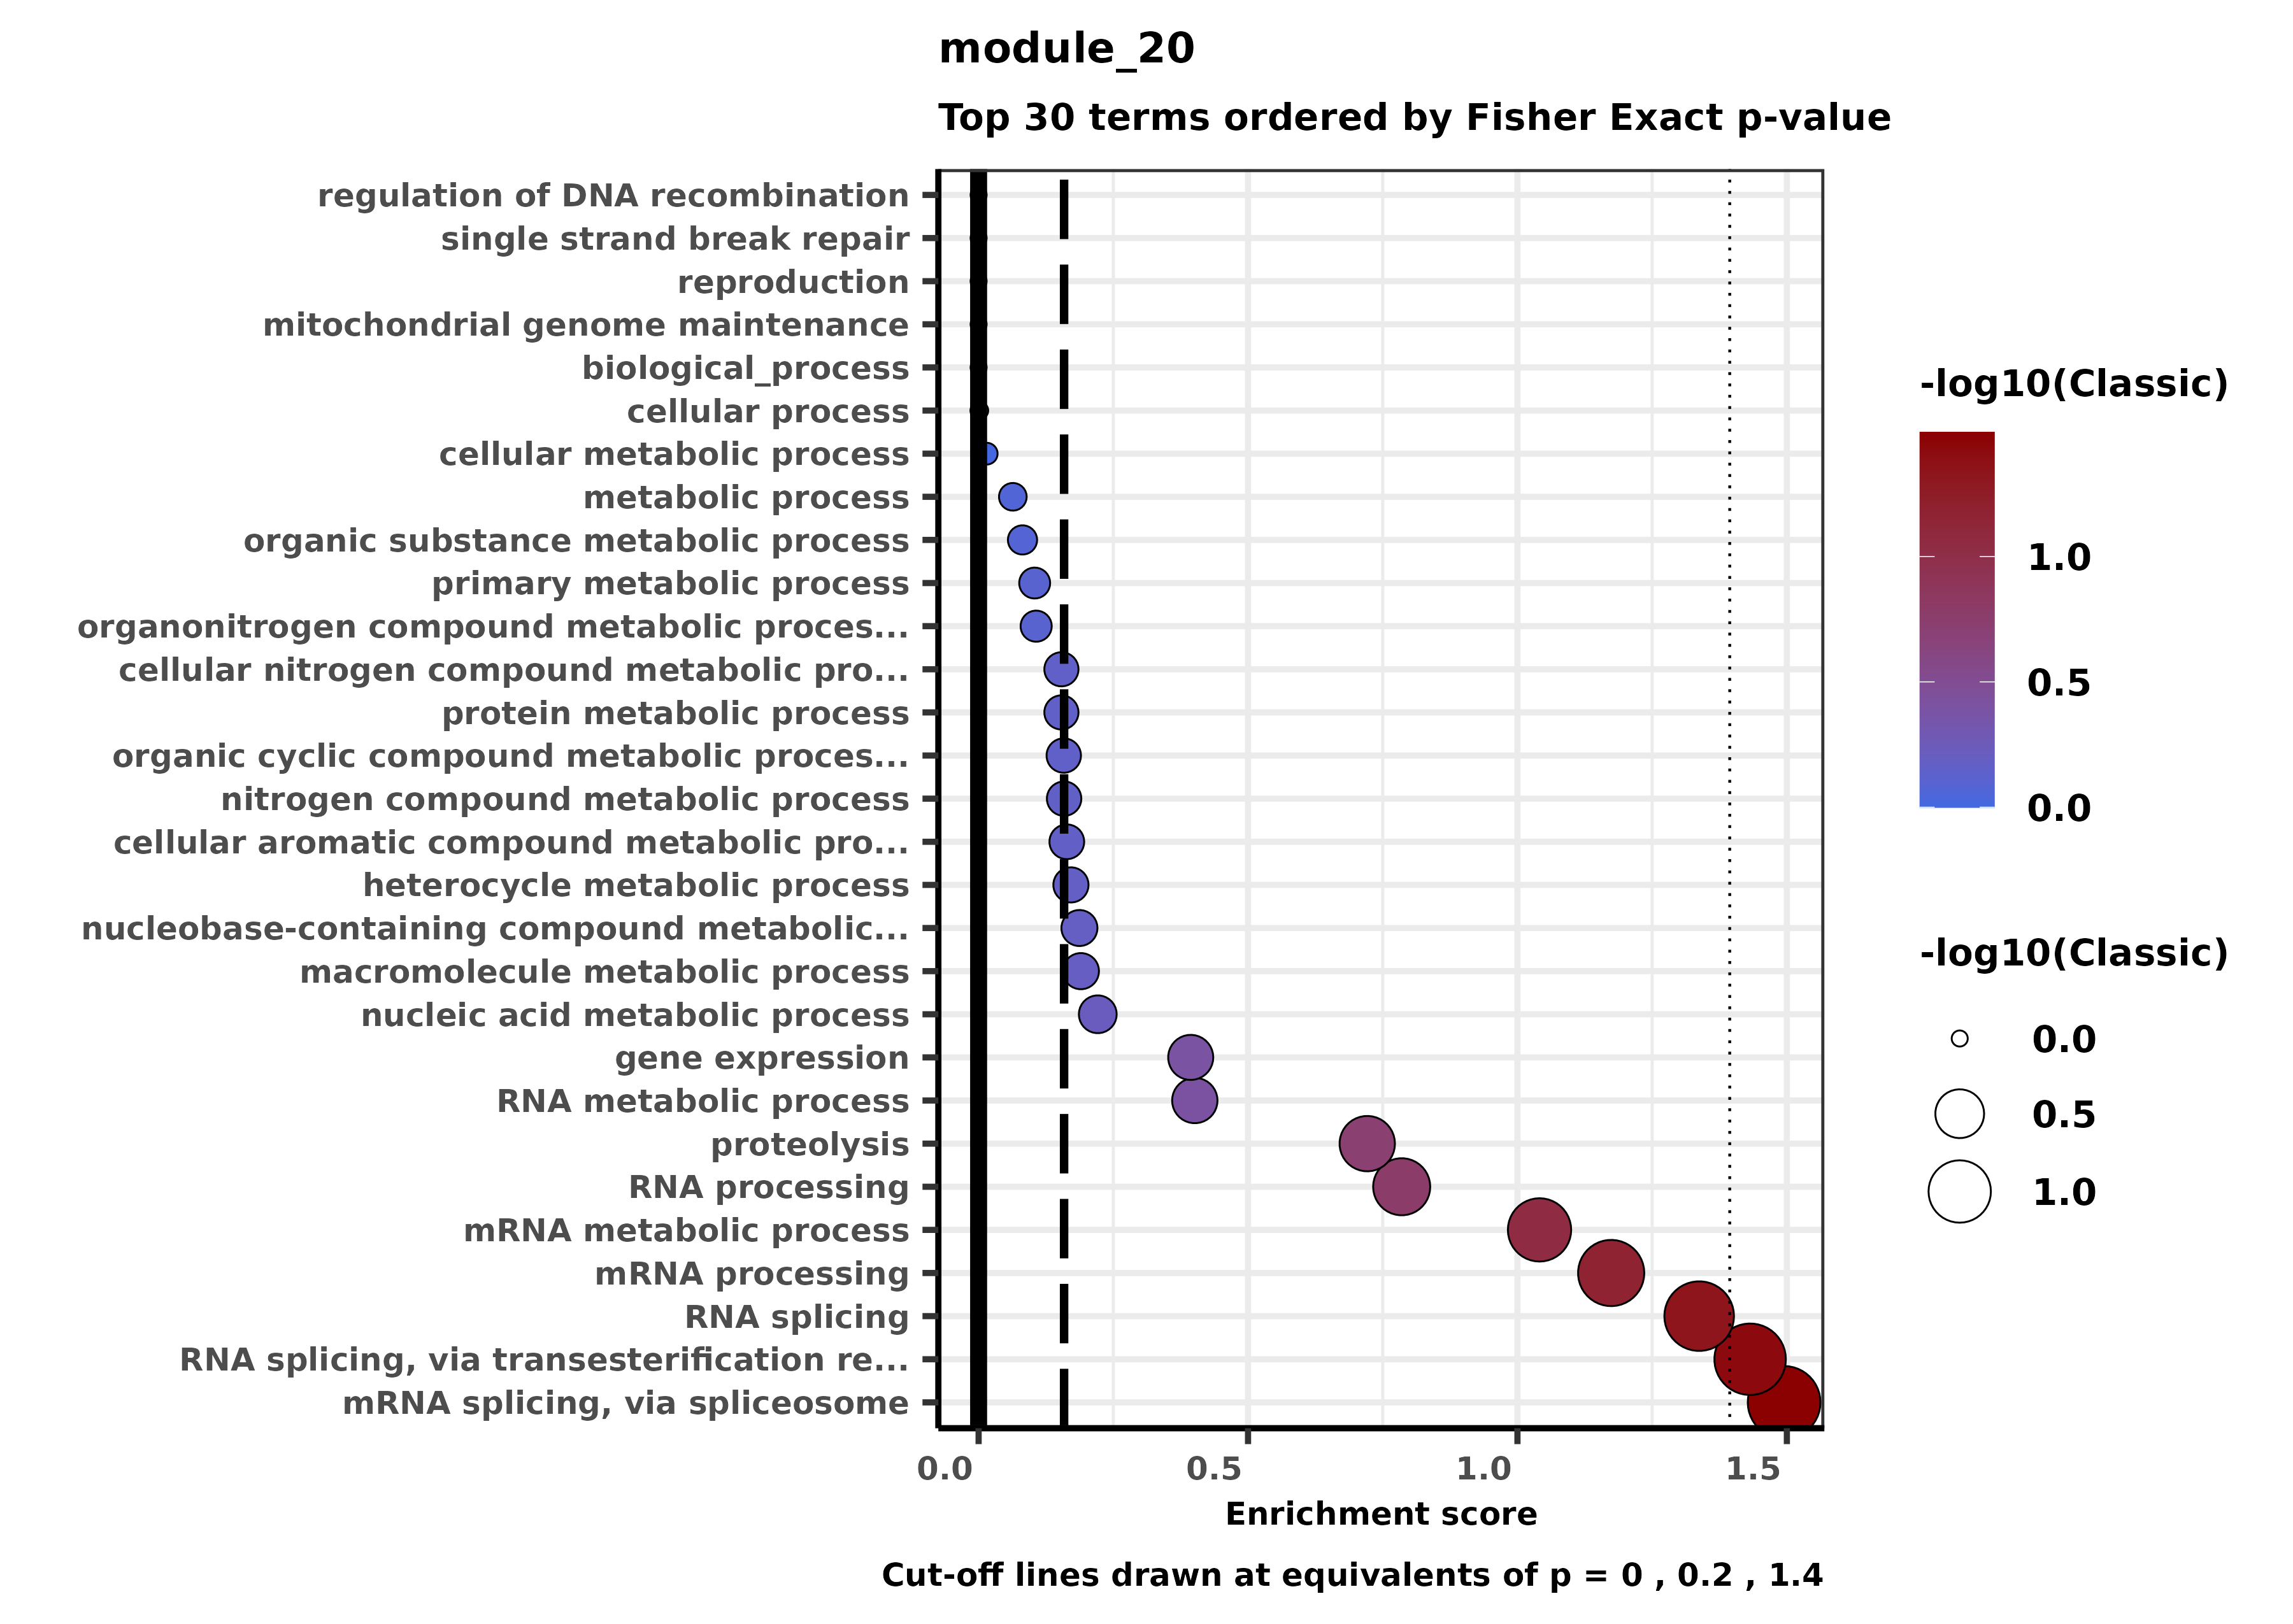 module_20
Top 30 terms ordered by Fisher Exact p-value
regulation of DNA recombination
single strand break repair
reproduction
mitochondrial genome maintenance
biological_process
cellular process
cellular metabolic process
metabolic process
organic substance metabolic process
primary metabolic process
organonitrogen compound metabolic proces...
cellular nitrogen compound metabolic pro...
protein metabolic process
organic cyclic compound metabolic proces...
nitrogen compound metabolic process
cellular aromatic compound metabolic pro...
heterocycle metabolic process
nucleobase-containing compound metabolic...
macromolecule metabolic process
nucleic acid metabolic process
gene expression
RNA metabolic process
proteolysis
RNA processing
mRNA metabolic process
mRNA processing
RNA splicing
RNA splicing, via transesterification re...
mRNA splicing, via spliceosome
0.0 0.5 1.0 1.5
Enrichment score
Cut-off lines drawn at equivalents of p = 0 , 0.2 , 1.4
-log10(Classic)
1.0
0.5
0.0
-log10(Classic)
0.0
0.5
1.0